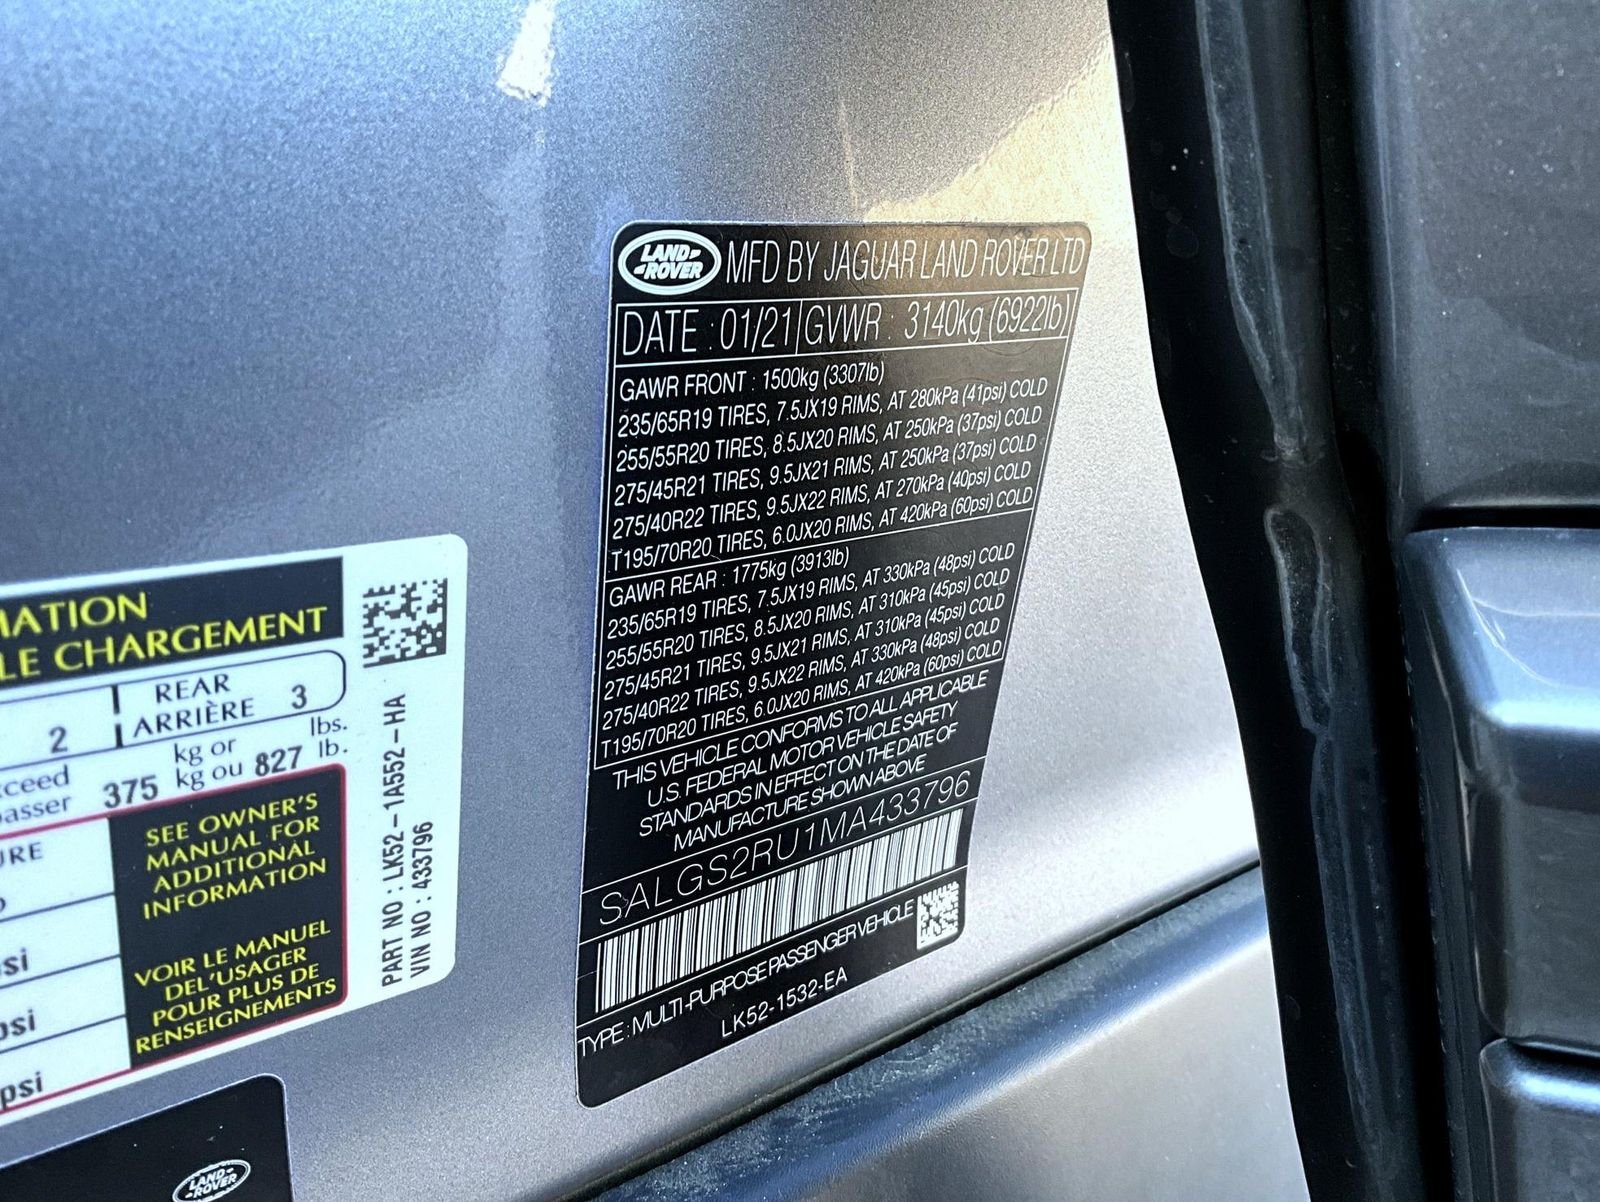 LAND-
-ROVER
MFD BY JAGUAR LAND ROVER LTD
DATE : 01/21 GVWR : 3140kg (6922lb)
GAWR FRONT : 1500kg (3307lb)
235/65R19 TIRES, 7.5JX19 RIMS, AT 280kPa (41psi) COLD
255/55R20 TIRES, 8.5JX20 RIMS, AT 250kPa (37psi) COLD
275/45R21 TIRES, 9.5JX21 RIMS, AT 250kPa (37psi) COLD
275/40R22 TIRES, 9.5JX22 RIMS, AT 270kPa (40psi) COLD
T195/70R20 TIRES, 6.0JX20 RIMS, AT 420kPa (60psi) COLD
GAWR REAR : 1775kg (3913lb)
235/65R19 TIRES, 7.5JX19 RIMS, AT 330kPa (48psi) COLD
255/55R20 TIRES, 8.5JX20 RIMS, AT 310kPa (45psi) COLD
275/45R21 TIRES, 9.5JX21 RIMS, AT 310kPa (45psi) COLD
275/40R22 TIRES, 9.5JX22 RIMS, AT 330kPa (48psi) COLD
T195/70R20 TIRES, 6.0JX20 RIMS, AT 420kPa (60psi) COLD
THIS VEHICLE CONFORMS TO ALL APPLICABLE
U.S. FEDERAL MOTOR VEHICLE SAFETY
STANDARDS IN EFFECT ON THE DATE OF
MANUFACTURE SHOWN ABOVE
SALGS2RU1MA433796
TYPE : MULTI-PURPOSE PASSENGER VEHICLE
LK52-1532-EA
MATION
LE CHARGEMENT
2 REAR
ARRIÈRE 3
xceed 375 kg or 827 lbs.
passer kg ou lb.
URE
SEE OWNER'S
MANUAL FOR
ADDITIONAL
INFORMATION
VOIR LE MANUEL
DEL'USAGER
POUR PLUS DE
RENSEIGNEMENTS
psi
psi
psi
PART NO : LK52-1A552-HA
VIN NO : 433796
LAND-
-ROVER